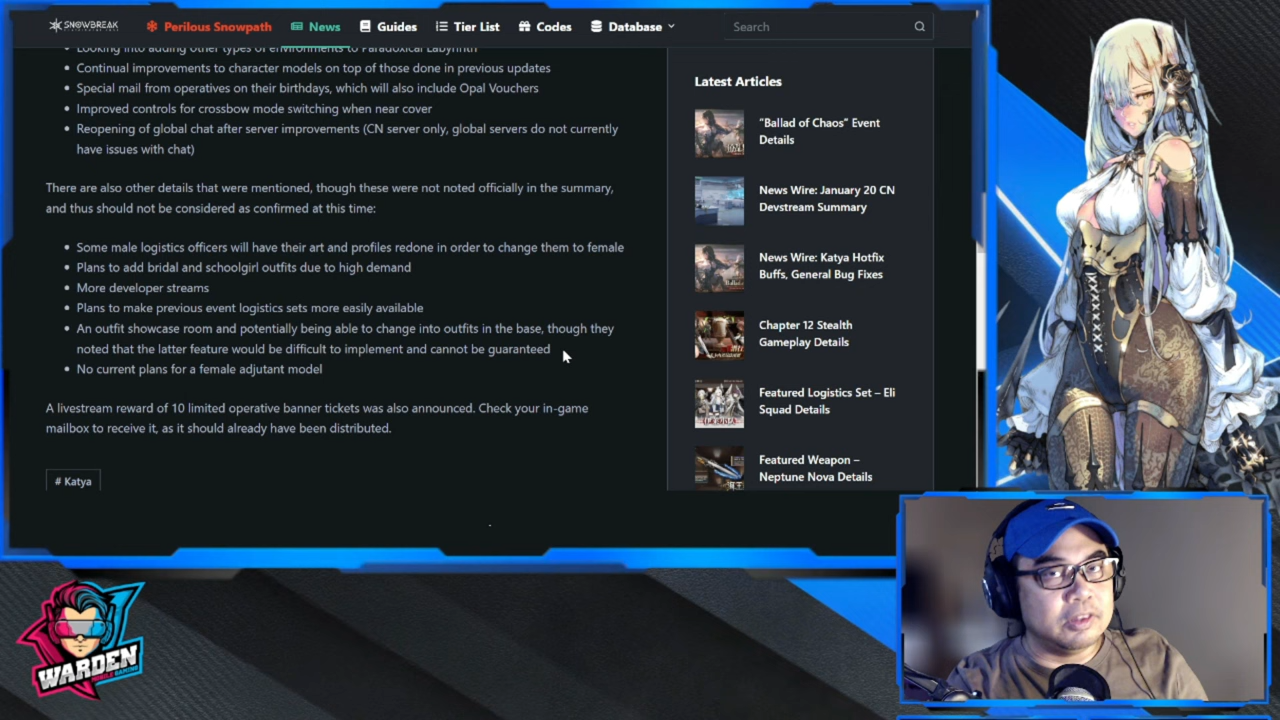 SNOWBREAK
Perilous Snowpath
News
Guides
Tier List
Codes
Database
Search
Looking into adding other types of environments to Paradoxical Labyrinth
Continual improvements to character models on top of those done in previous updates
Special mail from operatives on their birthdays, which will also include Opal Vouchers
Improved controls for crossbow mode switching when near cover
Reopening of global chat after server improvements (CN server only, global servers do not currently
have issues with chat)
There are also other details that were mentioned, though these were not noted officially in the summary,
and thus should not be considered as confirmed at this time:
Some male logistics officers will have their art and profiles redone in order to change them to female
Plans to add bridal and schoolgirl outfits due to high demand
More developer streams
Plans to make previous event logistics sets more easily available
An outfit showcase room and potentially being able to change into outfits in the base, though they
noted that the latter feature would be difficult to implement and cannot be guaranteed
No current plans for a female adjutant model
A livestream reward of 10 limited operative banner tickets was also announced. Check your in-game
mailbox to receive it, as it should already have been distributed.
# Katya
Latest Articles
"Ballad of Chaos" Event
Details
News Wire: January 20 CN
Devstream Summary
News Wire: Katya Hotfix
Buffs, General Bug Fixes
Chapter 12 Stealth
Gameplay Details
Featured Logistics Set – Eli
Squad Details
Featured Weapon –
Neptune Nova Details
WARDEN
MOBILE GAMING